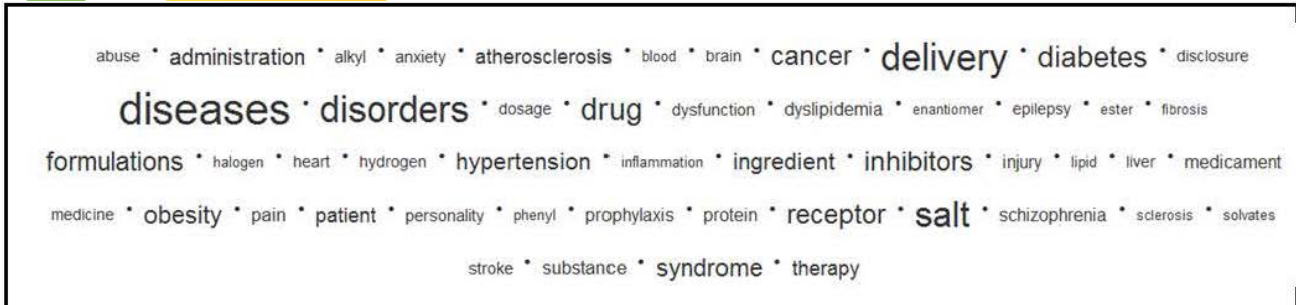 abuse • administration • alkyl • anxiety • atherosclerosis • blood • brain • cancer • delivery • diabetes • disclosure
diseases • disorders • dosage • drug • dysfunction • dyslipidemia • enantiomer • epilepsy • ester • fibrosis
formulations • halogen • heart • hydrogen • hypertension • inflammation • ingredient • inhibitors • injury • lipid • liver • medicament
medicine • obesity • pain • patient • personality • phenyl • prophylaxis • protein • receptor • salt • schizophrenia • sclerosis • solvates
stroke • substance • syndrome • therapy